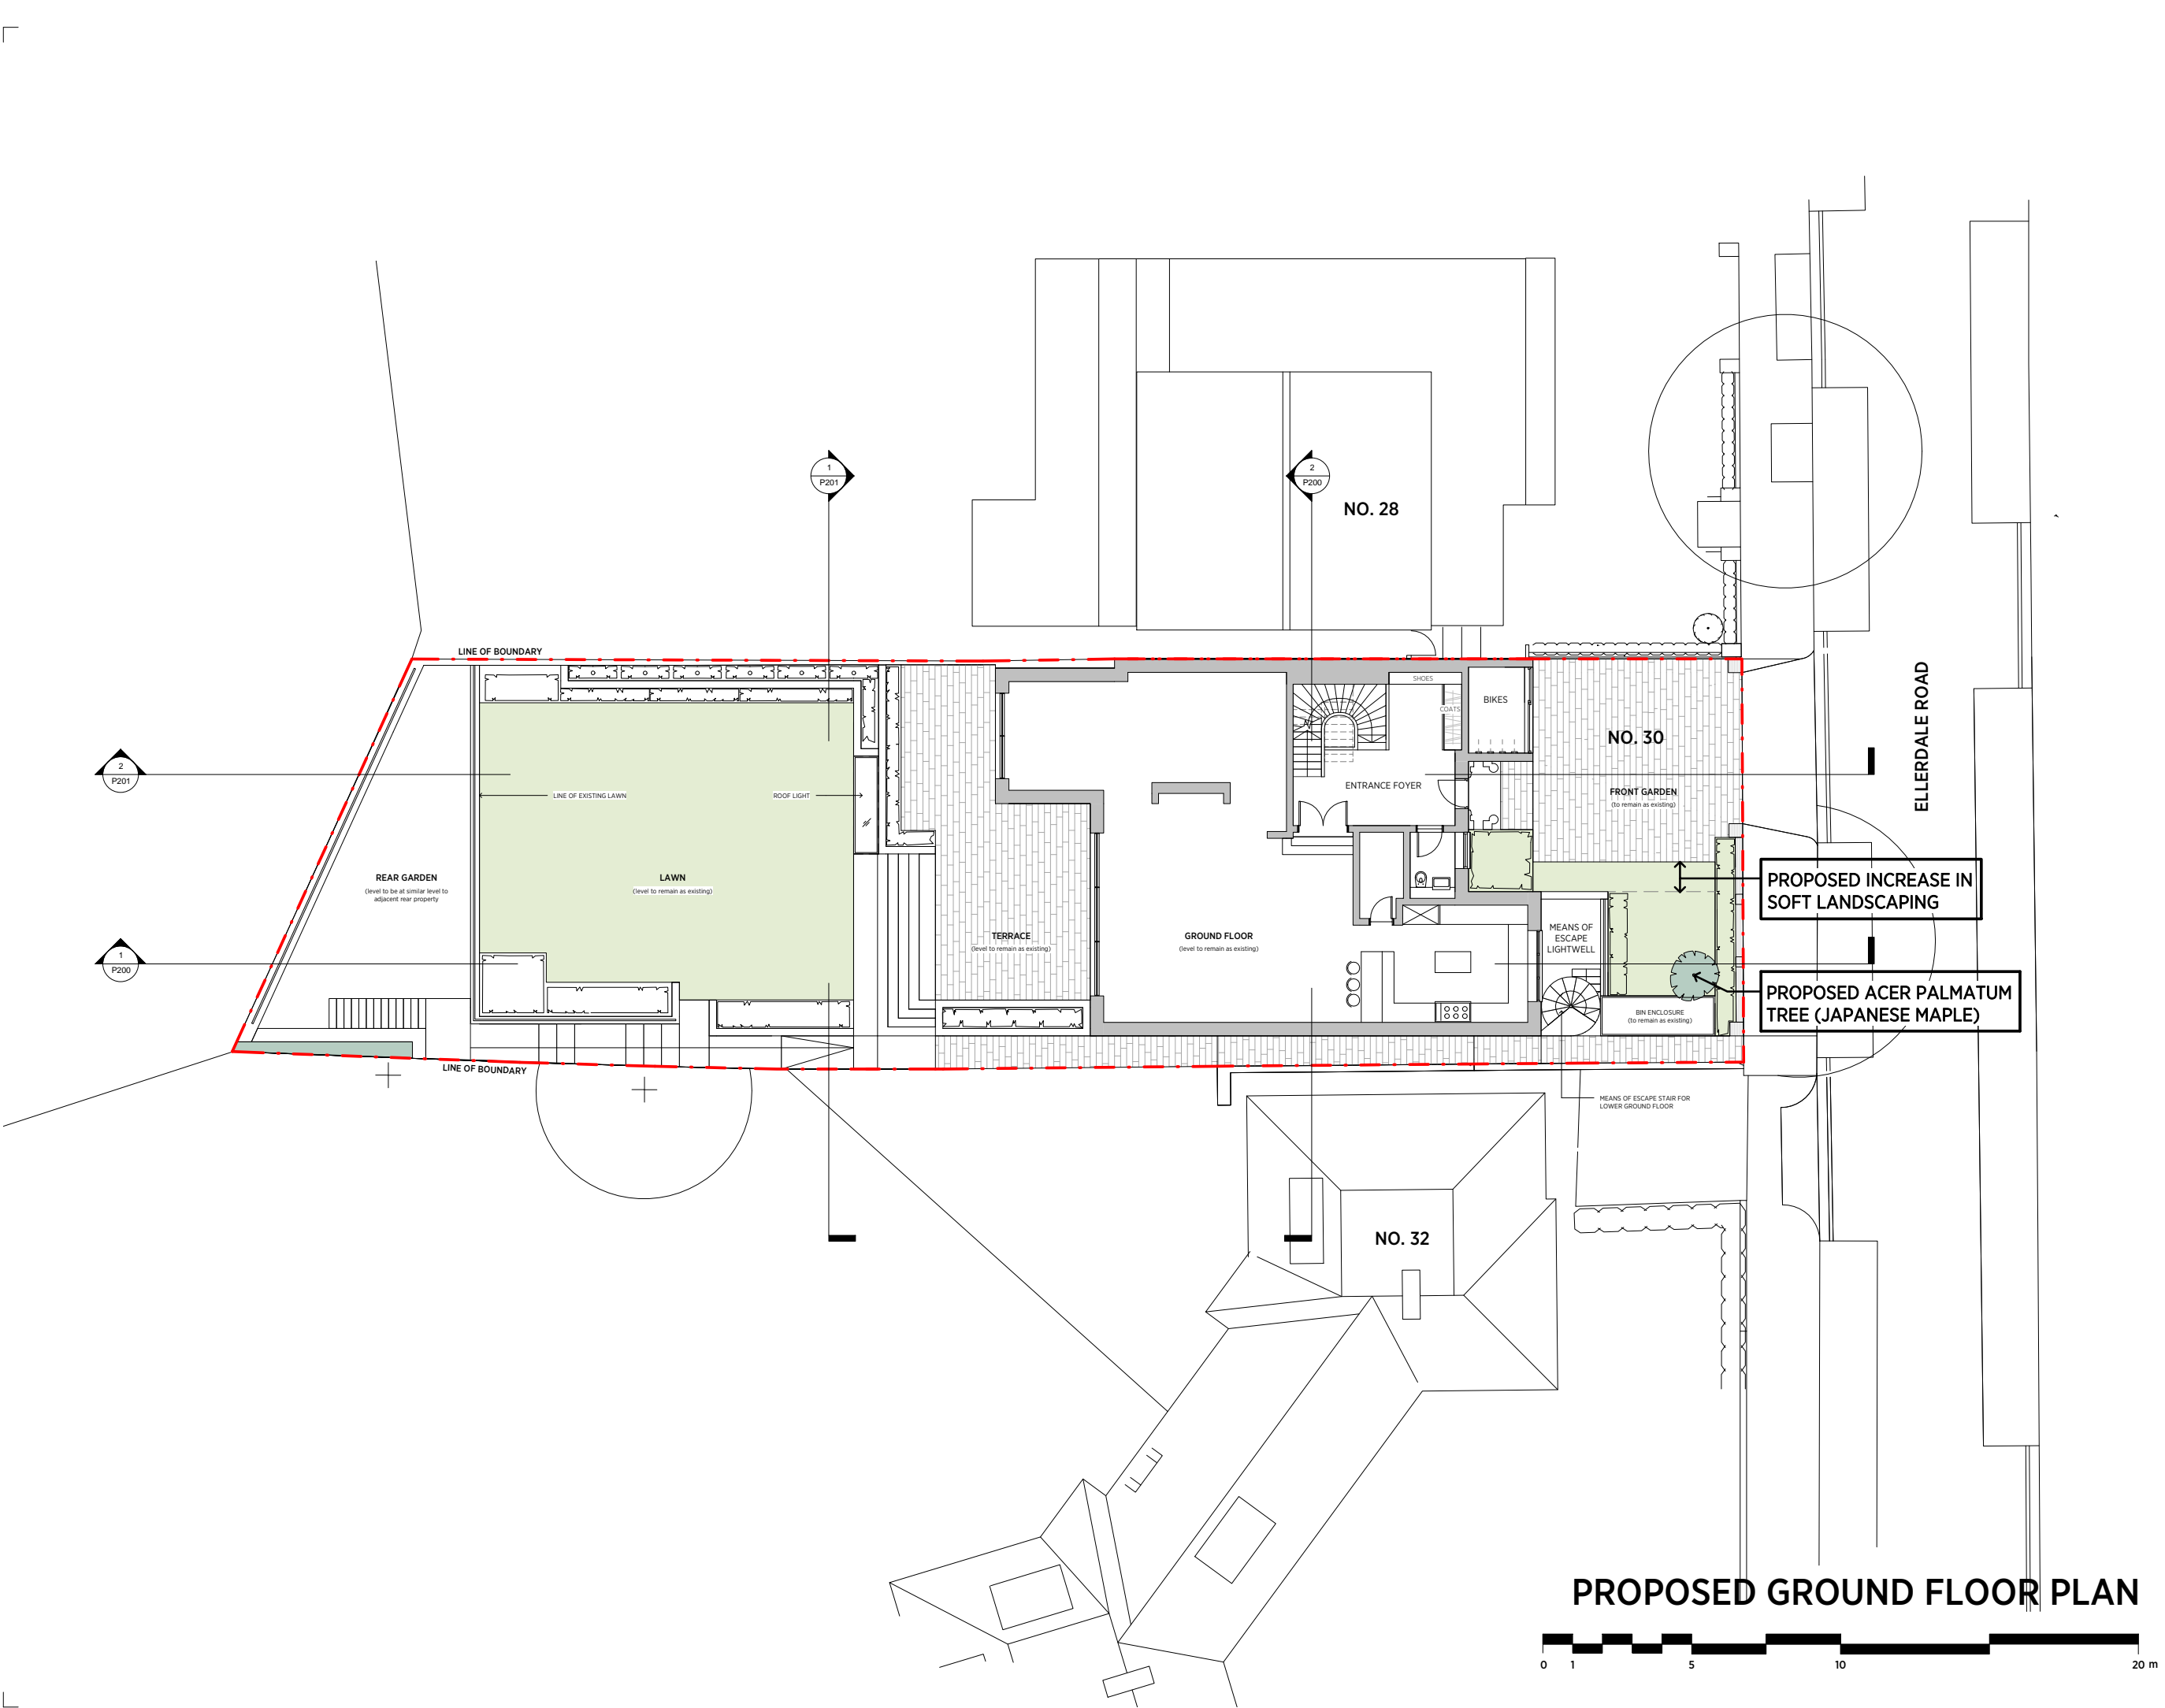 1
P201
2
P200
NO. 28
LINE OF BOUNDARY
SHOES
COATS
BIKES
NO. 30
ELLERDALE ROAD
2
P201
LINE OF EXISTING LAWN
ROOF LIGHT
ENTRANCE FOYER
FRONT GARDEN
(to remain as existing)
REAR GARDEN
(level to be at similar level to
adjacent rear property
LAWN
(level to remain as existing)
PROPOSED INCREASE IN
SOFT LANDSCAPING
TERRACE
(level to remain as existing)
GROUND FLOOR
(level to remain as existing)
MEANS OF
ESCAPE
LIGHTWELL
1
P200
PROPOSED ACER PALMATUM
TREE (JAPANESE MAPLE)
BIN ENCLOSURE
(to remain as existing)
LINE OF BOUNDARY
MEANS OF ESCAPE STAIR FOR
LOWER GROUND FLOOR
NO. 32
PROPOSED GROUND FLOOR PLAN
0 1 5 10 20 m